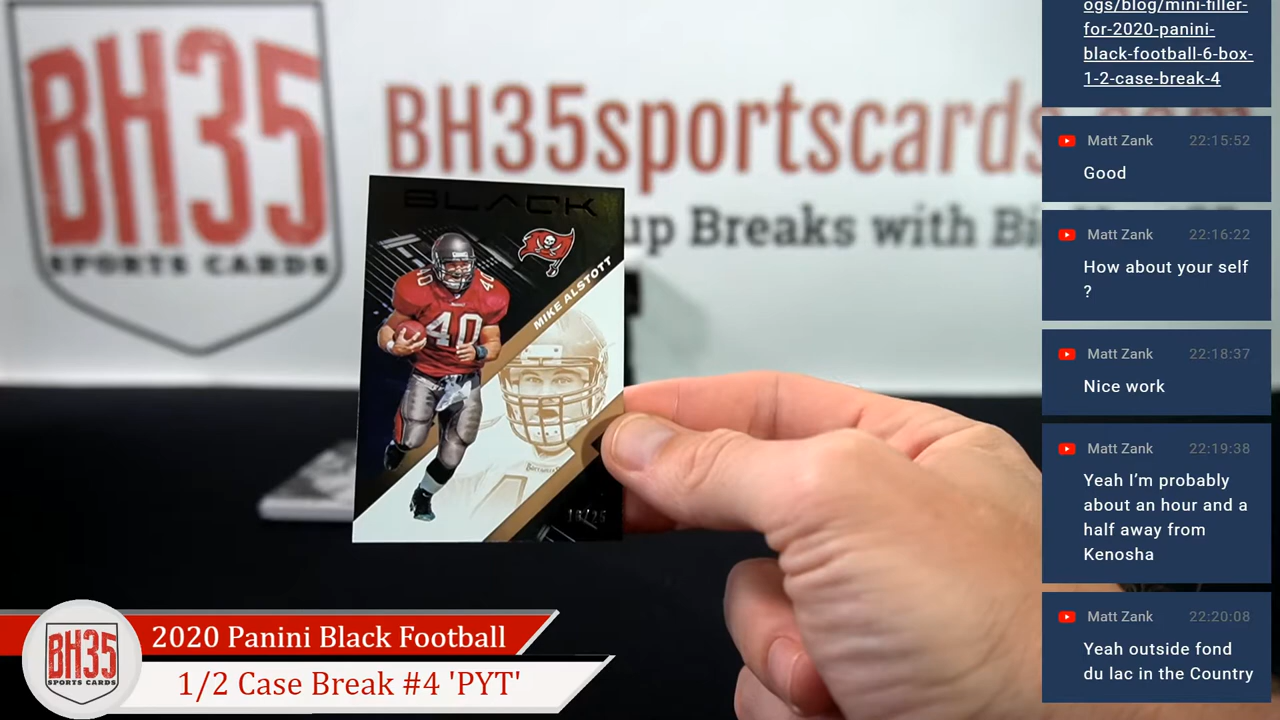 BH35
SPORTS CARDS
BH35sportscards.com
up Breaks with Bi
BLACK
MIKE ALSTOTT
40
40
40
2020 Panini Black Football
1/2 Case Break #4 'PYT'
BH35
SPORTS CARDS
ogs/blog/mini-filler-
for-2020-panini-
black-football-6-box-
1-2-case-break-4
Matt Zank 22:15:52
Good
Matt Zank 22:16:22
How about your self
?
Matt Zank 22:18:37
Nice work
Matt Zank 22:19:38
Yeah I’m probably
about an hour and a
half away from
Kenosha
Matt Zank 22:20:08
Yeah outside fond
du lac in the Country